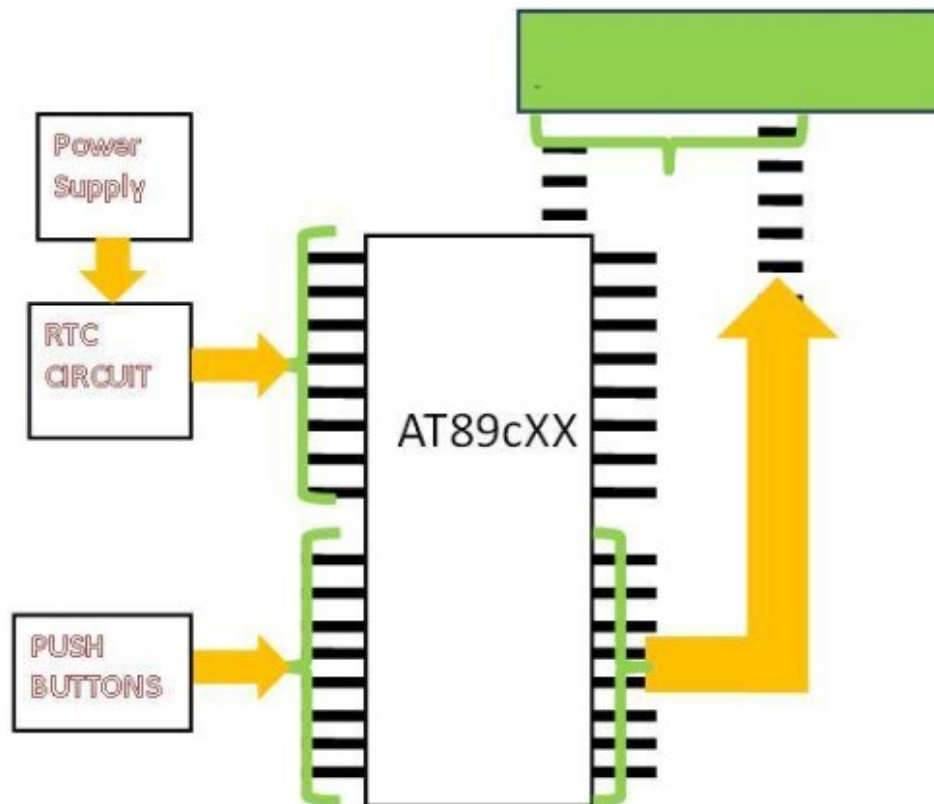 Power
Supply
RTC
CIRCUIT
AT89cXX
PUSH
BUTTONS